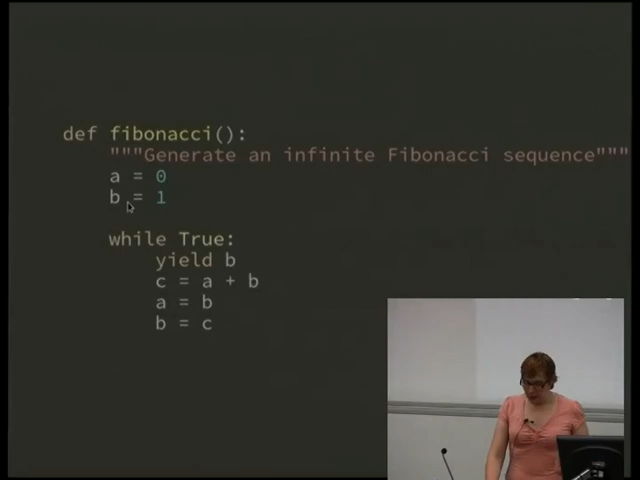 def fibonacci():
"""Generate an infinite Fibonacci sequence"""
a = 0
b = 1
while True:
yield b
c = a + b
a = b
b = c